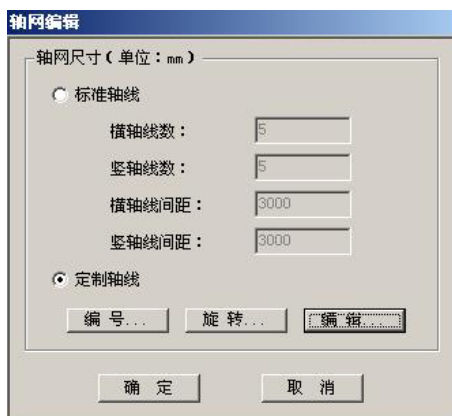 轴网编辑
轴网尺寸(单位:mm)
标准轴线
横轴线数: 5
竖轴线数: 5
横轴线间距: 3000
竖轴线间距: 3000
定制轴线
编 号... 旋 转... 编 辑...
确 定 取 消